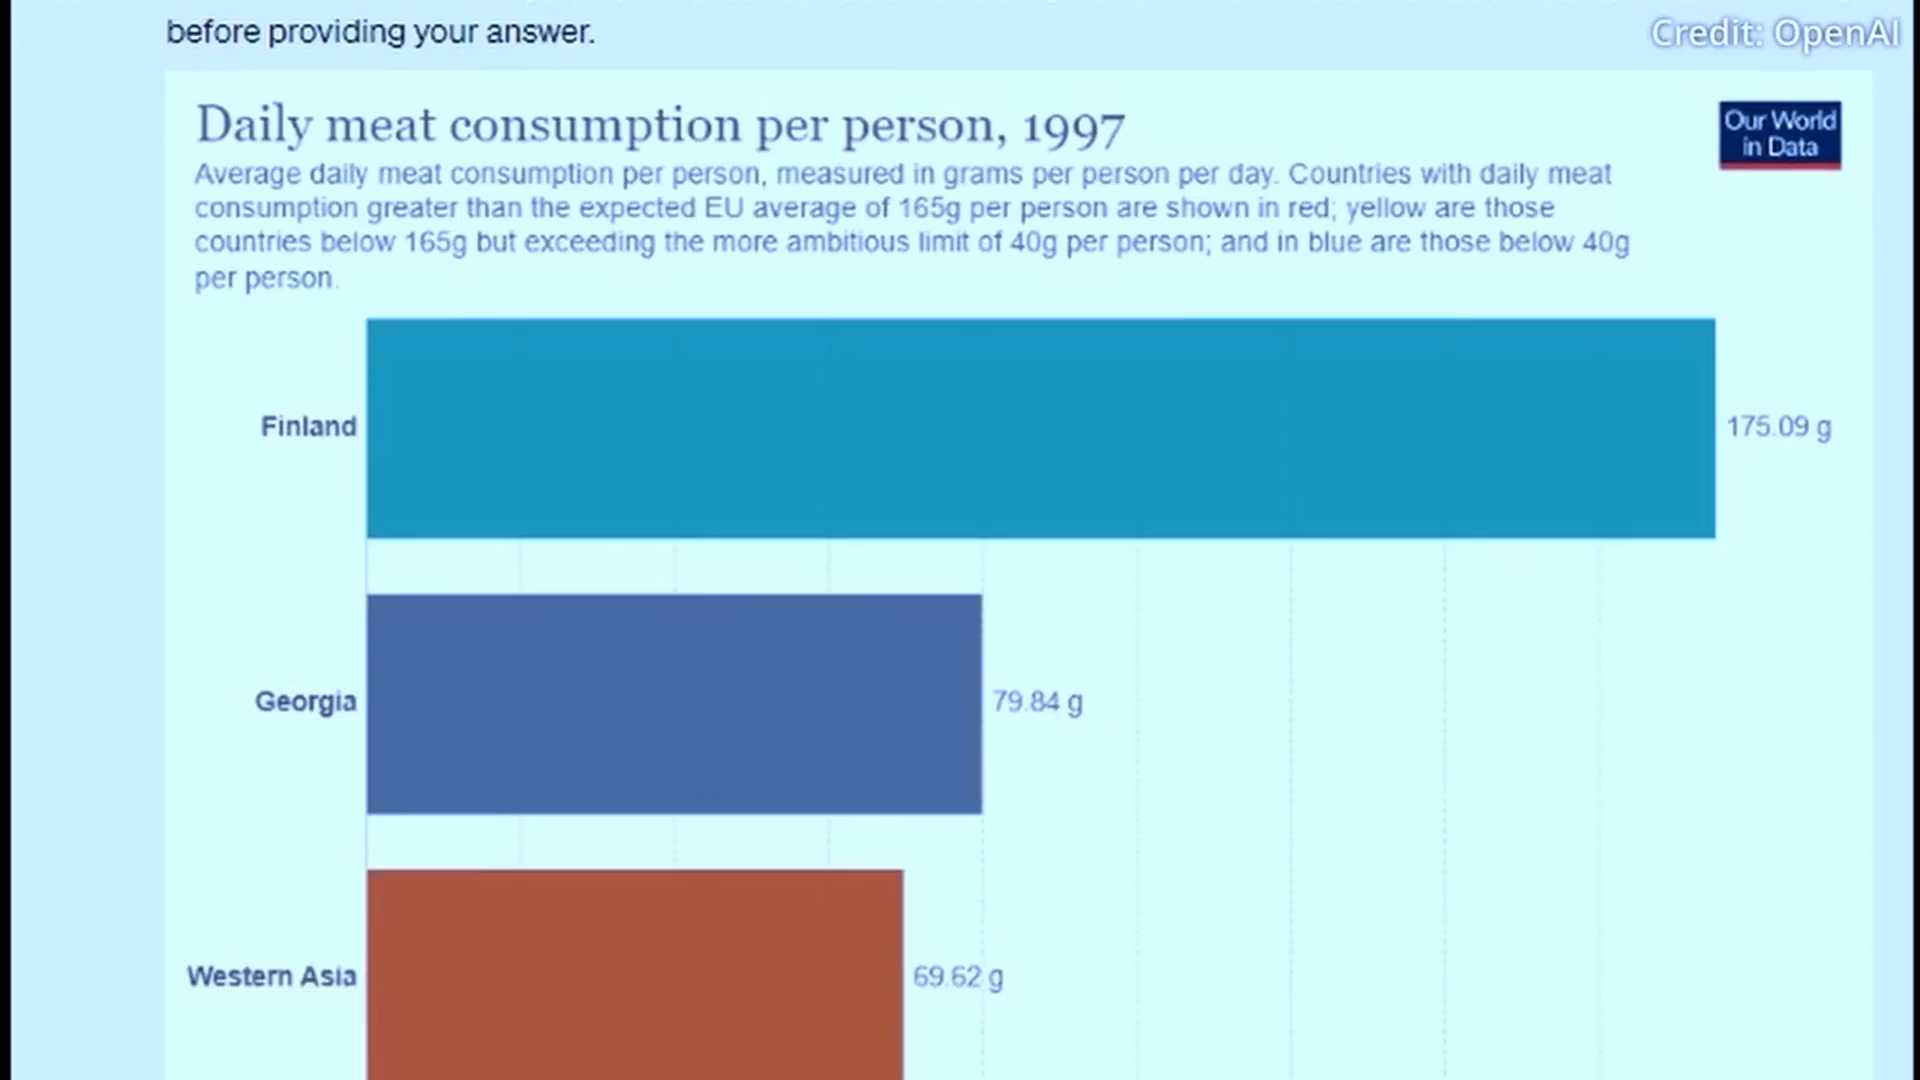 before providing your answer.
Credit: OpenAI
Daily meat consumption per person, 1997
Our World
in Data
Average daily meat consumption per person, measured in grams per person per day. Countries with daily meat
consumption greater than the expected EU average of 165g per person are shown in red; yellow are those
countries below 165g but exceeding the more ambitious limit of 40g per person; and in blue are those below 40g
per person.
Finland 175.09 g
Georgia 79.84 g
Western Asia 69.62 g